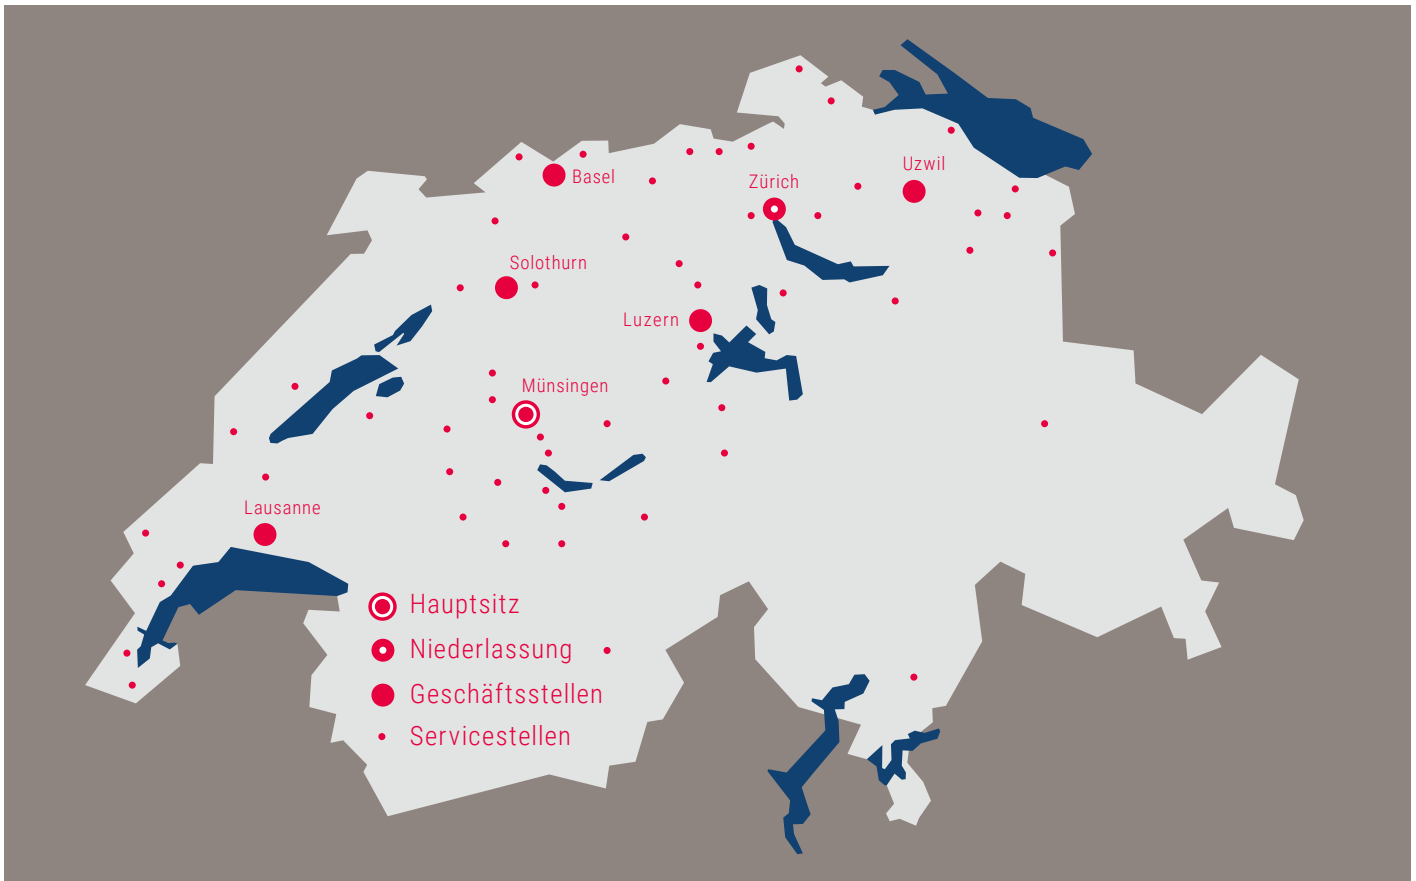 Uzwil
Basel
Zürich
Solothurn
Luzern
Münsingen
Lausanne
Hauptsitz
Niederlassung
Geschäftsstellen
Servicestellen